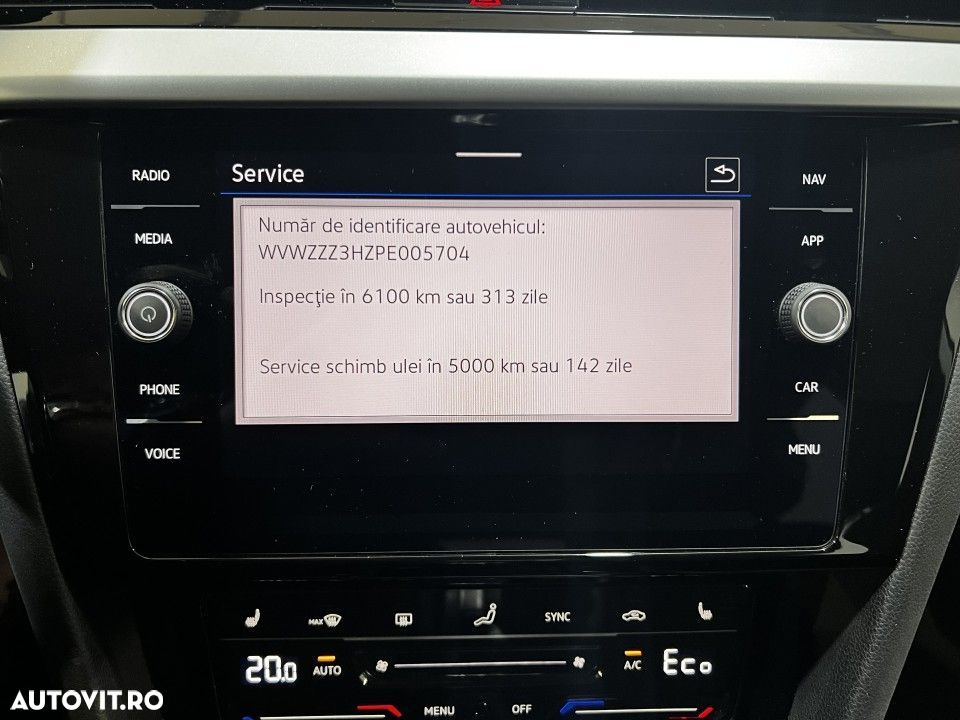 RADIO
Service
NAV
MEDIA
APP
Număr de identificare autovehicul:
WVWZZZ3HZPE005704
Inspecţie în 6100 km sau 313 zile
Service schimb ulei în 5000 km sau 142 zile
PHONE
CAR
VOICE
MENU
MAX
SYNC
20.0
AUTO
A/C
Eco
MENU
OFF
AUTOVIT.RO